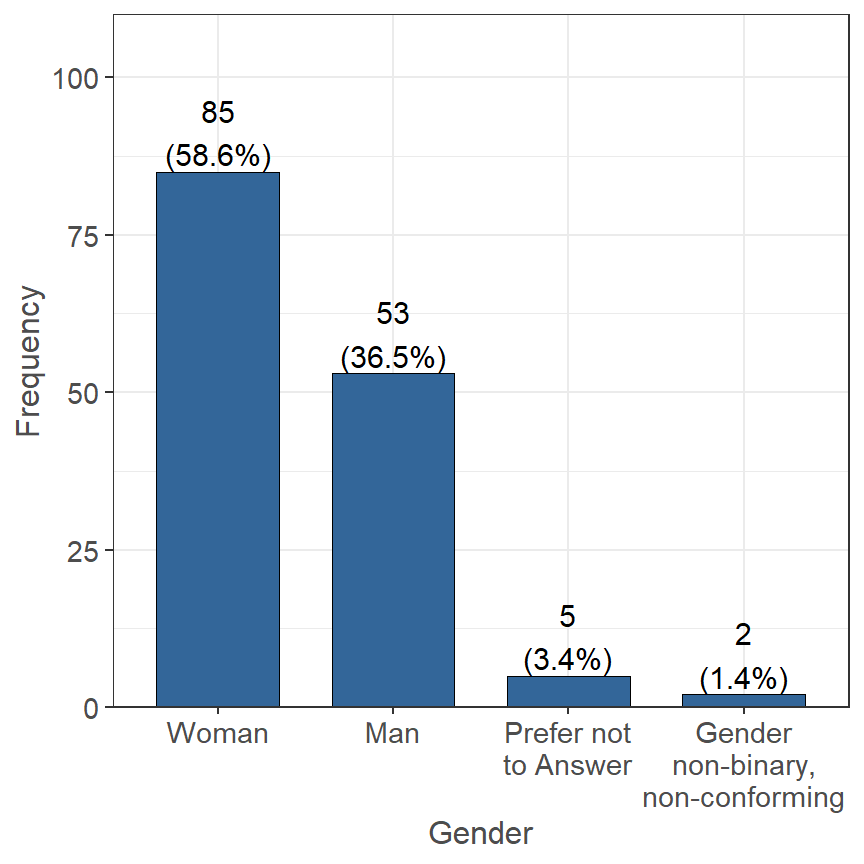 Frequency
100
75
50
25
0
85
(58.6%)
53
(36.5%)
5
(3.4%)
2
(1.4%)
Woman
Man
Prefer not
to Answer
Gender
non-binary,
non-conforming
Gender